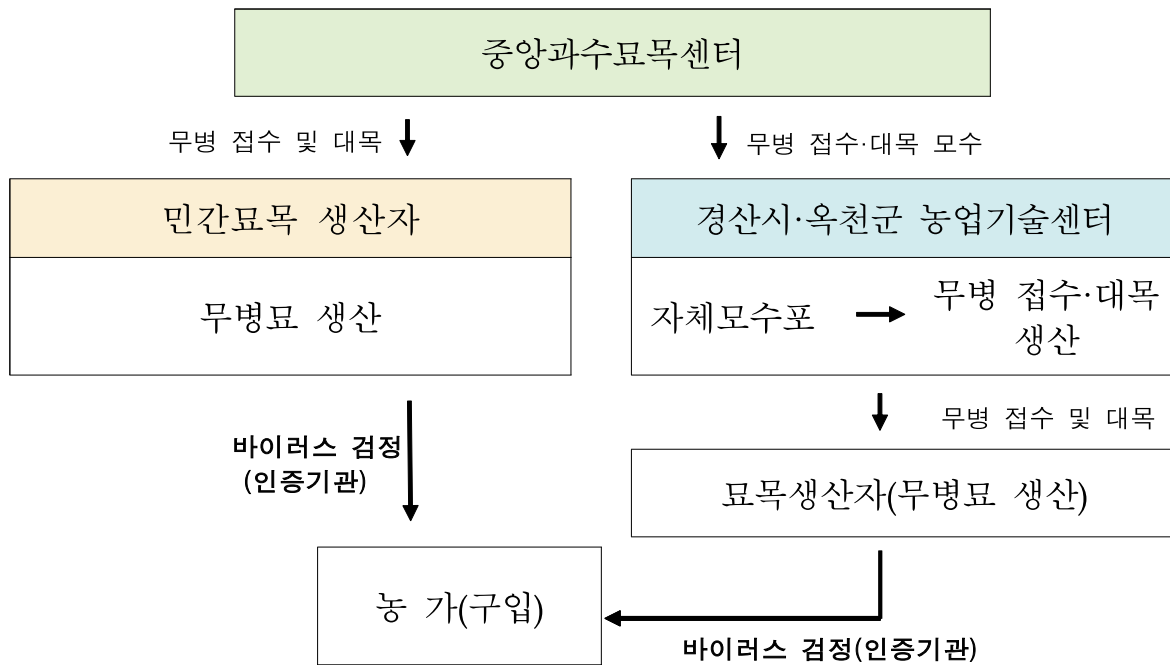 중앙과수묘목센터
무병 접수 및 대목
무병 접수·대목 모수
민간묘목 생산자
무병묘 생산
경산시·옥천군 농업기술센터
자체모수포
무병 접수·대목
생산
바이러스 검정
(인증기관)
무병 접수 및 대목
묘목생산자(무병묘 생산)
농 가(구입)
바이러스 검정(인증기관)